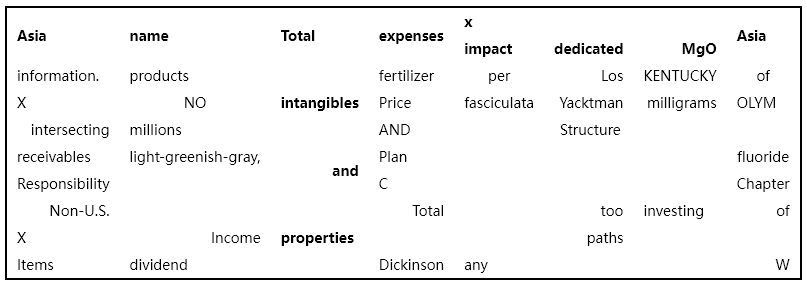 Asia name Total expenses x impact dedicated MgO Asia
information. products fertilizer per Los KENTUCKY of
X NO intangibles Price fasciculata Yacktman milligrams OLYM
intersecting millions AND Structure
receivables light-greenish-gray, and Plan fluoride
Responsibility C Chapter
Non-U.S. Total too investing of
X Income properties paths
Items dividend Dickinson any W